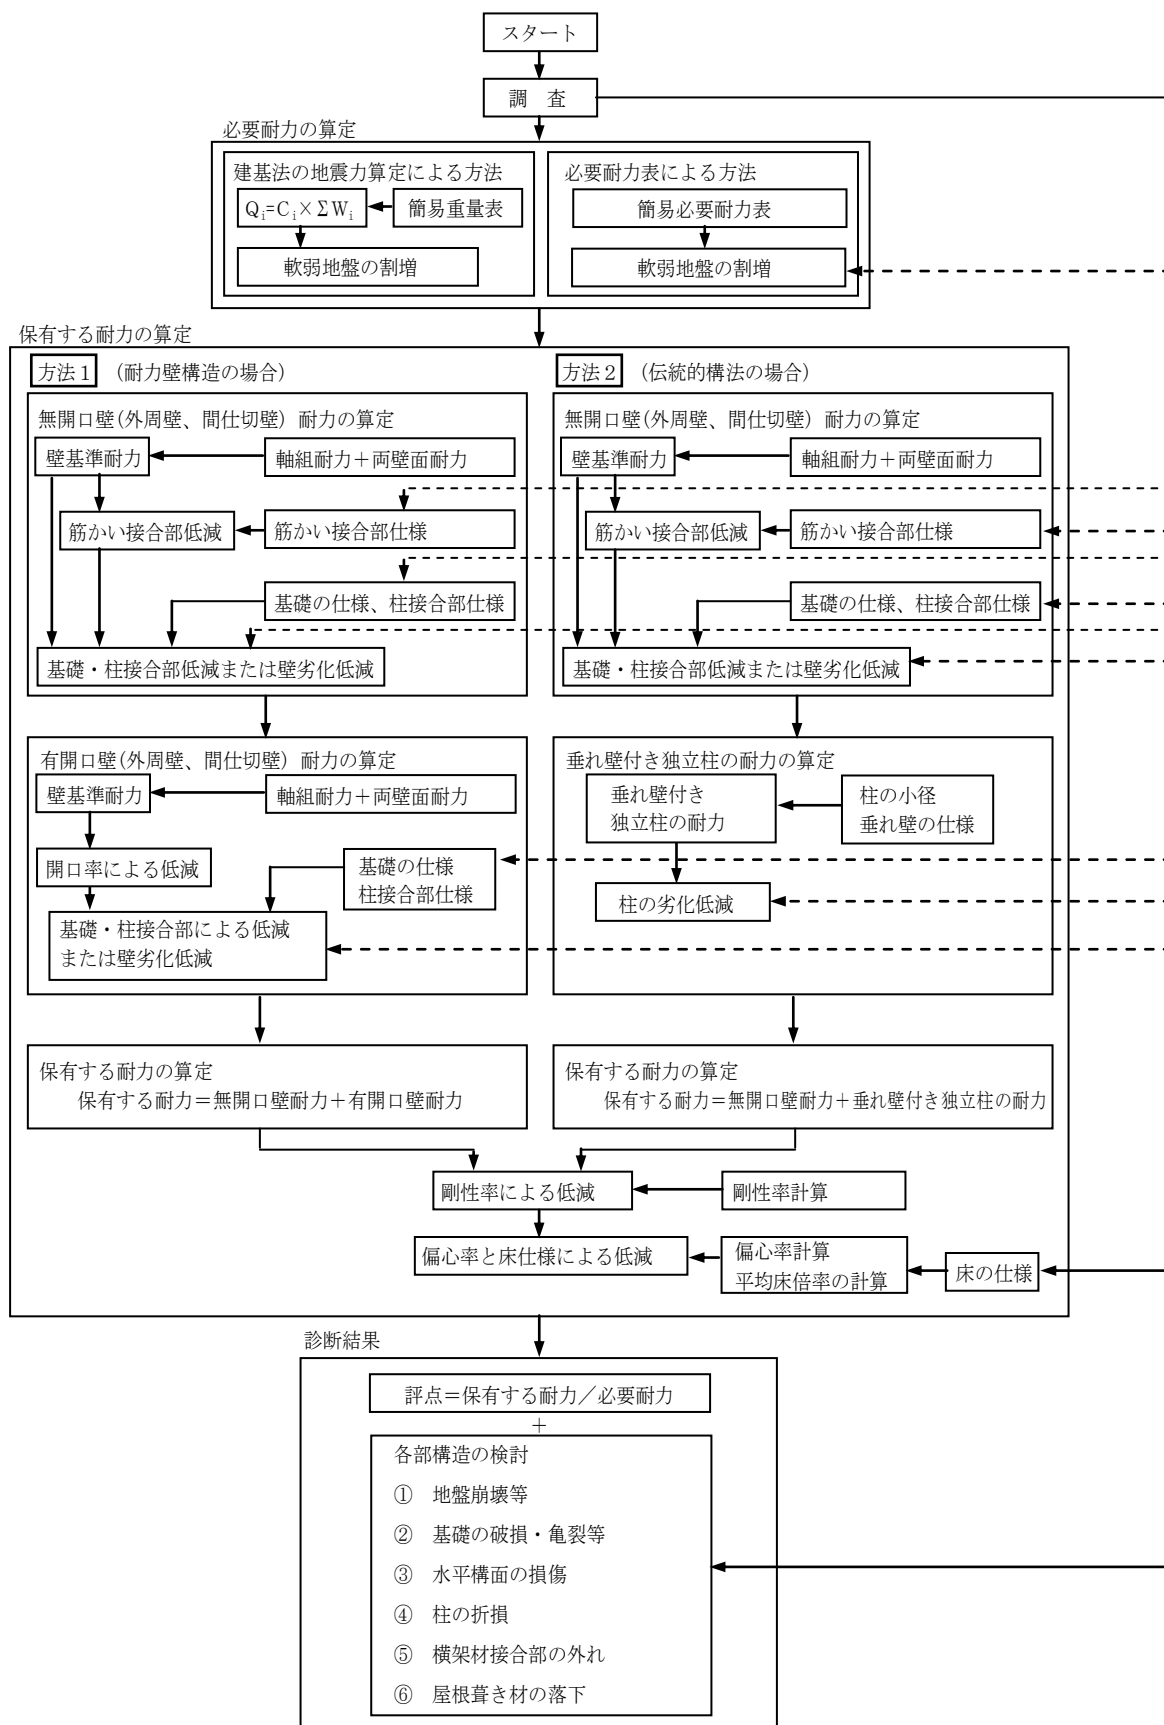 スタート
調　査
必要耐力の算定
建基法の地震力算定による方法
Qi=Ci×ΣWi
簡易重量表
軟弱地盤の割増
必要耐力表による方法
簡易必要耐力表
軟弱地盤の割増
保有する耐力の算定
方法１　（耐力壁構造の場合）
無開口壁(外周壁、間仕切壁）耐力の算定
壁基準耐力
軸組耐力＋両壁面耐力
筋かい接合部低減
筋かい接合部仕様
基礎の仕様、柱接合部仕様
基礎・柱接合部低減または壁劣化低減
有開口壁(外周壁、間仕切壁）耐力の算定
壁基準耐力
軸組耐力＋両壁面耐力
開口率による低減
基礎の仕様
柱接合部仕様
基礎・柱接合部による低減
または壁劣化低減
保有する耐力の算定
保有する耐力＝無開口壁耐力＋有開口壁耐力
方法２　（伝統的構法の場合）
無開口壁(外周壁、間仕切壁）耐力の算定
壁基準耐力
軸組耐力＋両壁面耐力
筋かい接合部低減
筋かい接合部仕様
基礎の仕様、柱接合部仕様
基礎・柱接合部低減または壁劣化低減
垂れ壁付き独立柱の耐力の算定
垂れ壁付き
独立柱の耐力
柱の小径
垂れ壁の仕様
柱の劣化低減
保有する耐力の算定
保有する耐力＝無開口壁耐力＋垂れ壁付き独立柱の耐力
剛性率による低減
剛性率計算
偏心率と床仕様による低減
偏心率計算
平均床倍率の計算
床の仕様
診断結果
評点＝保有する耐力／必要耐力
＋
各部構造の検討
①　地盤崩壊等
②　基礎の破損・亀裂等
③　水平構面の損傷
④　柱の折損
⑤　横架材接合部の外れ
⑥　屋根葺き材の落下